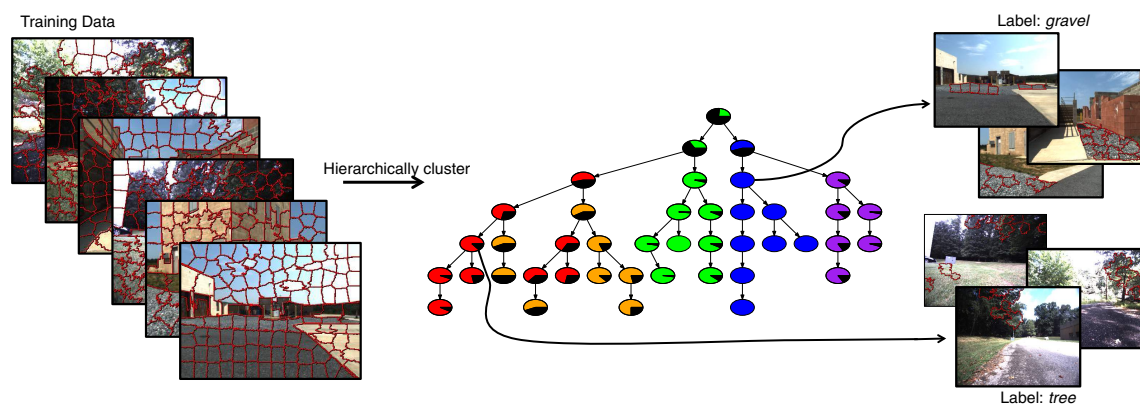 Training Data
Label: gravel
Hierarchically cluster
Label: tree